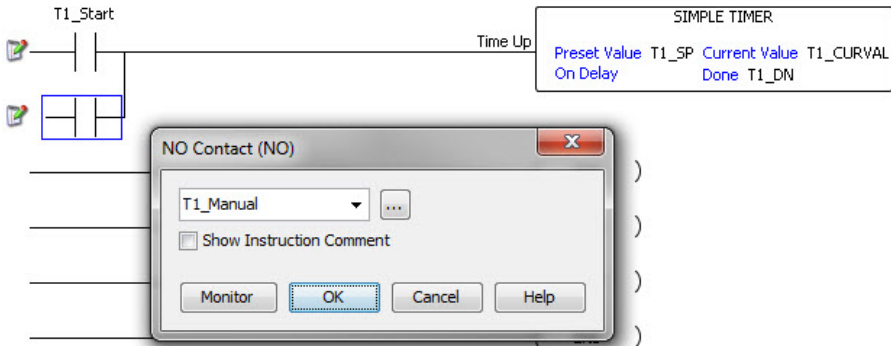 T1_Start
SIMPLE TIMER
Time Up
Preset Value T1_SP Current Value T1_CURVAL
On Delay Done T1_DN
NO Contact (NO)
T1_Manual
...
Show Instruction Comment
Monitor OK Cancel Help